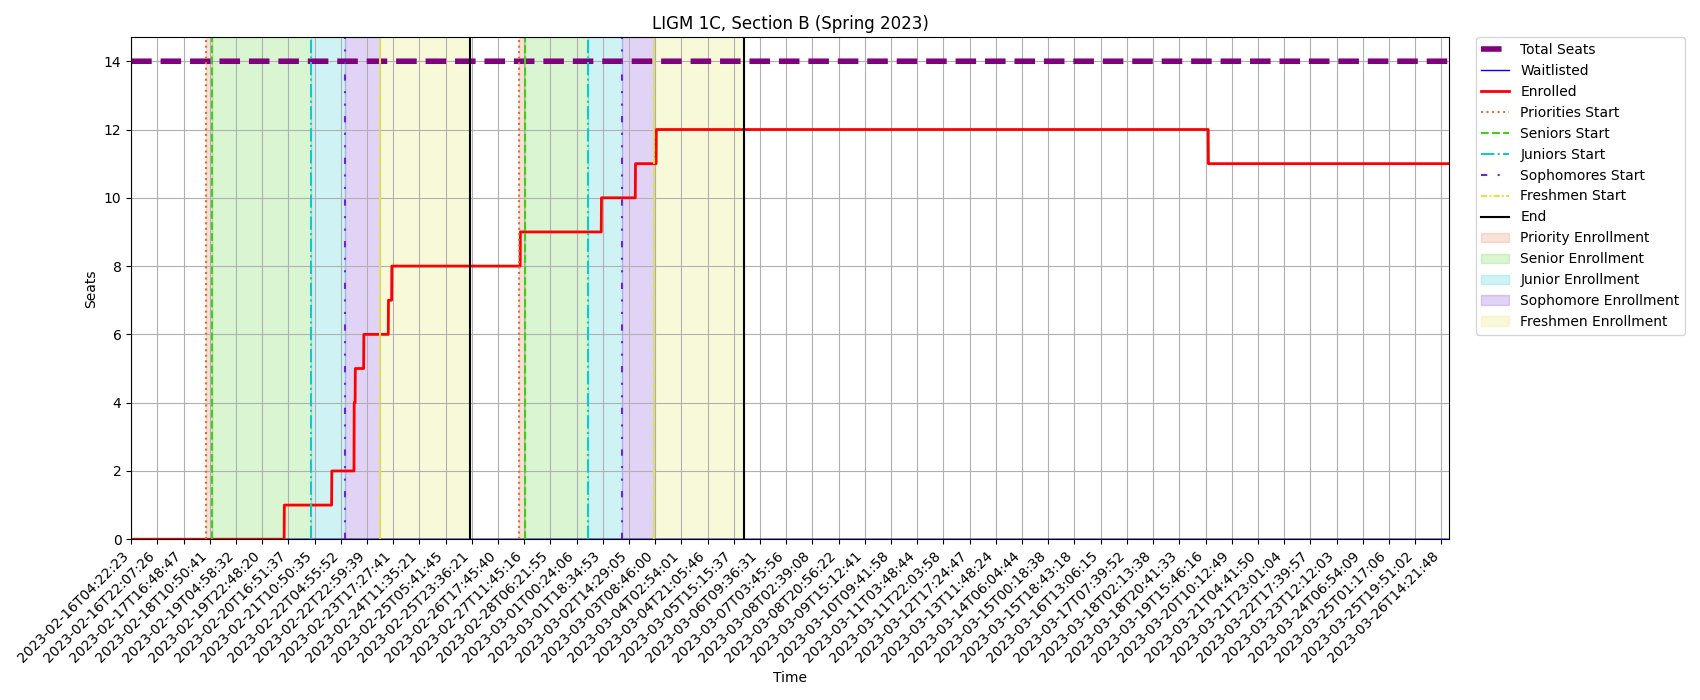 LIGM 1C, Section B (Spring 2023)
Total Seats
Waitlisted
Enrolled
Priorities Start
Seniors Start
Juniors Start
Sophomores Start
Freshmen Start
End
Priority Enrollment
Senior Enrollment
Junior Enrollment
Sophomore Enrollment
Freshmen Enrollment
Seats
14
12
10
8
6
4
2
0
2023-02-16T04:22:23
2023-02-16T22:07:26
2023-02-17T16:48:47
2023-02-18T10:50:41
2023-02-19T04:58:32
2023-02-19T22:48:20
2023-02-20T16:51:37
2023-02-21T10:50:35
2023-02-22T04:55:52
2023-02-22T22:59:39
2023-02-23T17:27:41
2023-02-24T11:35:21
2023-02-25T05:41:45
2023-02-25T23:36:21
2023-02-26T17:45:40
2023-02-27T11:45:16
2023-02-28T06:21:55
2023-03-01T00:24:06
2023-03-01T18:34:53
2023-03-02T14:29:05
2023-03-03T08:46:00
2023-03-04T02:54:01
2023-03-04T21:05:46
2023-03-05T15:15:37
2023-03-06T09:36:31
2023-03-07T03:45:56
2023-03-08T02:39:08
2023-03-08T20:56:22
2023-03-09T15:12:41
2023-03-10T09:41:58
2023-03-11T03:48:44
2023-03-11T22:03:58
2023-03-12T17:24:47
2023-03-13T11:48:24
2023-03-14T06:04:44
2023-03-15T00:18:38
2023-03-15T18:43:18
2023-03-16T13:06:15
2023-03-17T07:39:52
2023-03-18T02:13:38
2023-03-18T20:41:33
2023-03-19T15:46:16
2023-03-20T10:12:49
2023-03-21T04:41:50
2023-03-21T23:01:04
2023-03-22T17:39:57
2023-03-23T12:12:03
2023-03-24T06:54:09
2023-03-25T01:17:06
2023-03-25T19:51:02
2023-03-26T14:21:48
Time